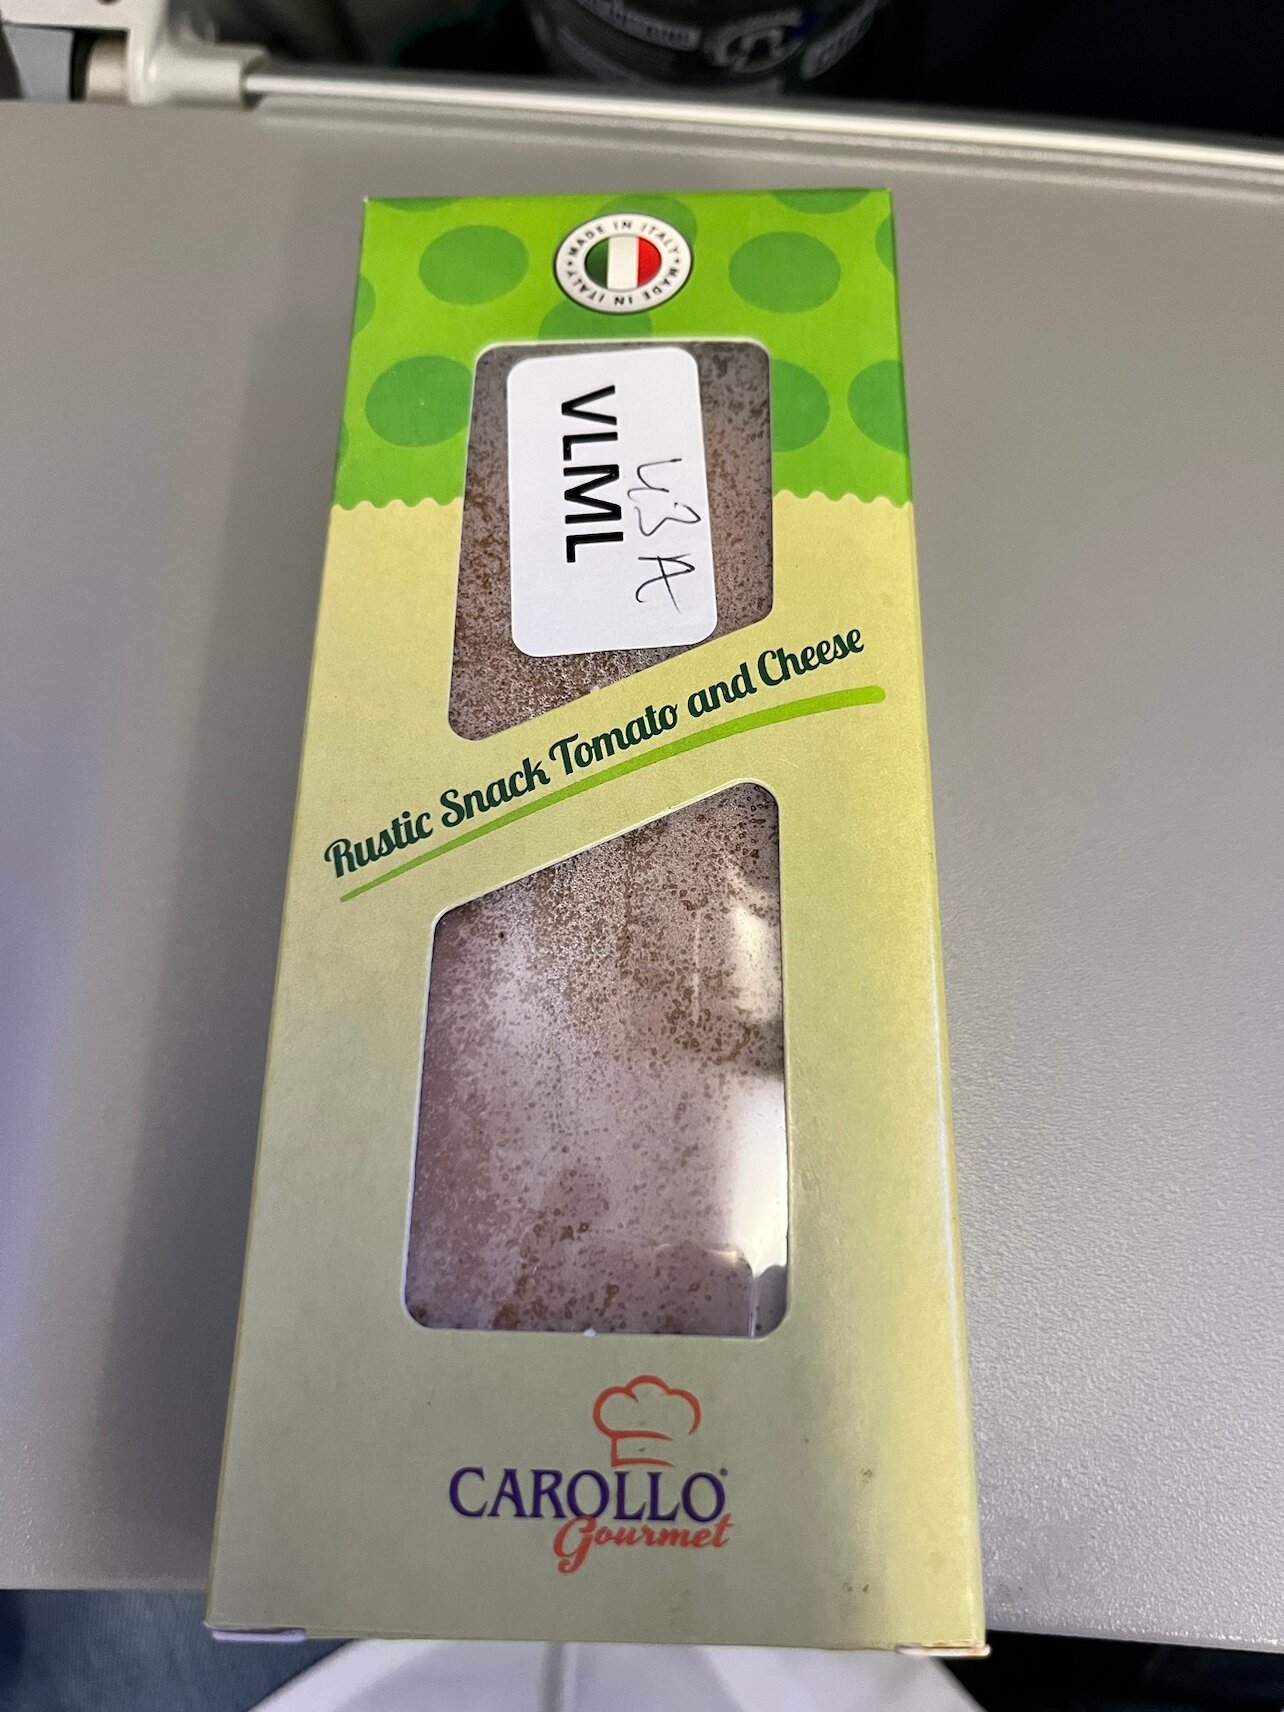 MADE IN ITALY • MADE IN ITALY •
VLML
43A
Rustic Snack Tomato and Cheese
CAROLLO®
Gourmet